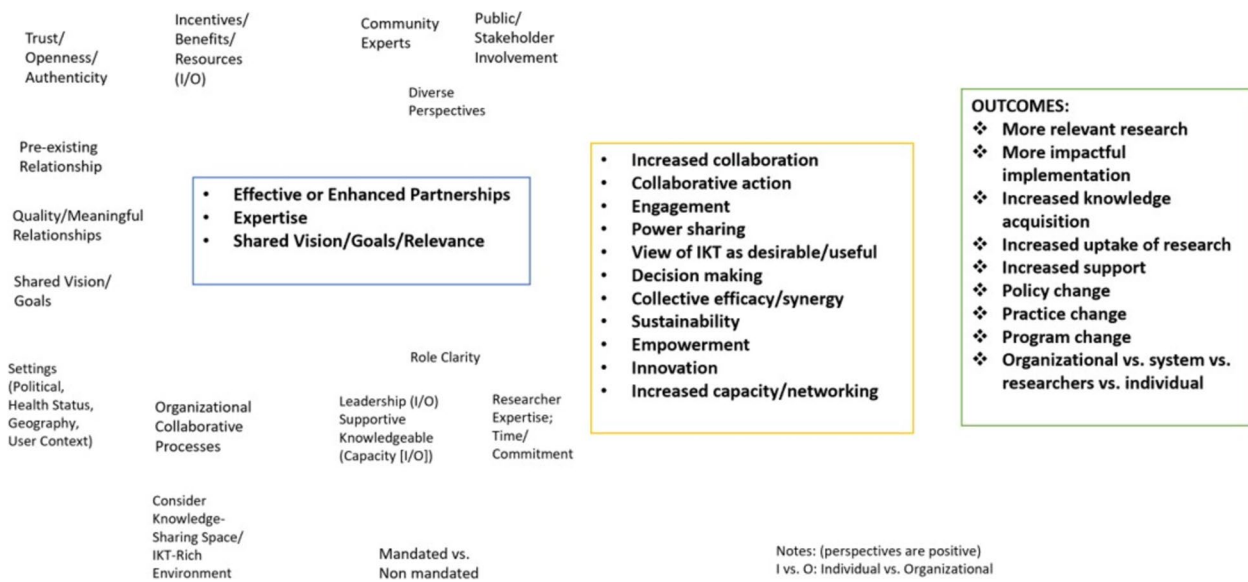 Trust/
Openness/
Authenticity
Incentives/
Benefits/
Resources
(I/O)
Community
Experts
Public/
Stakeholder
Involvement
Diverse
Perspectives
Pre-existing
Relationship
Quality/Meaningful
Relationships
Shared Vision/
Goals
• Effective or Enhanced Partnerships
• Expertise
• Shared Vision/Goals/Relevance
• Increased collaboration
• Collaborative action
• Engagement
• Power sharing
• View of IKT as desirable/useful
• Decision making
• Collective efficacy/synergy
• Sustainability
• Empowerment
• Innovation
• Increased capacity/networking
OUTCOMES:
❖ More relevant research
❖ More impactful
implementation
❖ Increased knowledge
acquisition
❖ Increased uptake of research
❖ Increased support
❖ Policy change
❖ Practice change
❖ Program change
❖ Organizational vs. system vs.
researchers vs. individual
Settings
(Political,
Health Status,
Geography,
User Context)
Organizational
Collaborative
Processes
Role Clarity
Leadership (I/O)
Supportive
Knowledgeable
(Capacity [I/O])
Researcher
Expertise;
Time/
Commitment
Consider
Knowledge-
Sharing Space/
IKT-Rich
Environment
Mandated vs.
Non mandated
Notes: (perspectives are positive)
I vs. O: Individual vs. Organizational